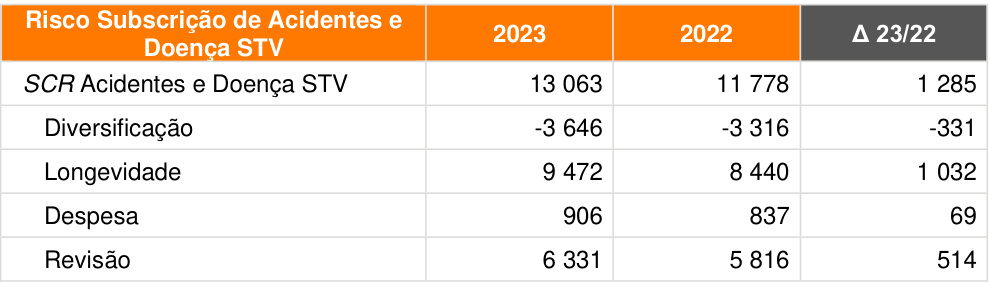 Risco Subscrição de Acidentes e
Doença STV 2023 2022 Δ 23/22
SCR Acidentes e Doença STV 13 063 11 778 1 285
Diversificação -3 646 -3 316 -331
Longevidade 9 472 8 440 1 032
Despesa 906 837 69
Revisão 6 331 5 816 514